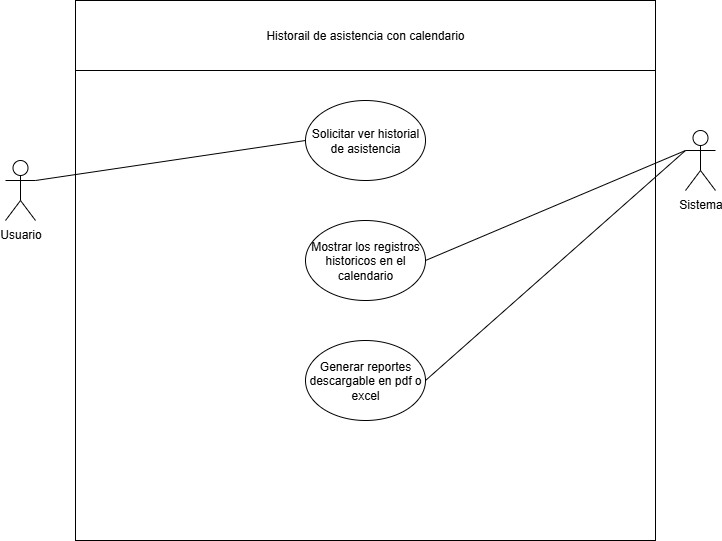 Historail de asistencia con calendario
Solicitar ver historial
de asistencia
Usuario
Sistema
Mostrar los registros
historicos en el
calendario
Generar reportes
descargable en pdf o
excel